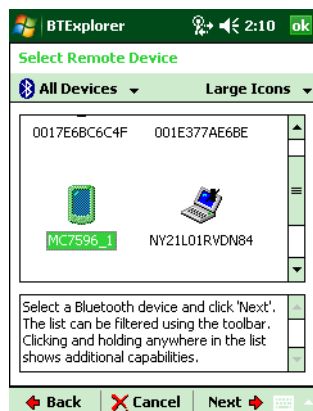 BTExplorer 2:10 ok
Select Remote Device
All Devices Large Icons
0017E6BC6C4F 001E377AE6BE
MC7596_1 NY21L01RVDN84
Select a Bluetooth device and click 'Next'.
The list can be filtered using the toolbar.
Clicking and holding anywhere in the list
shows additional capabilities.
Back Cancel Next